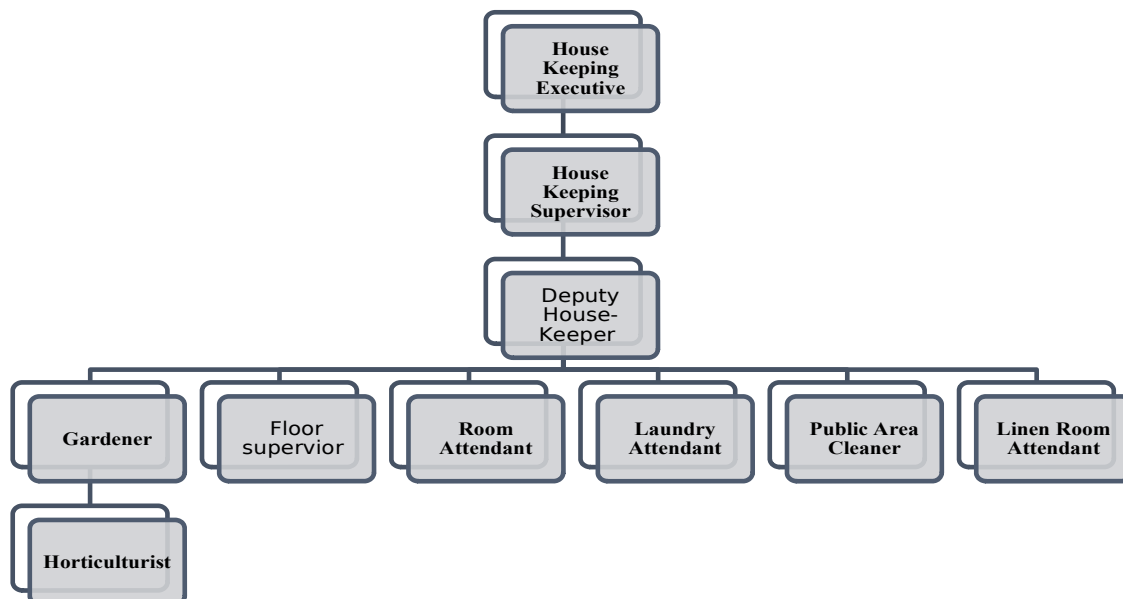 House
Keeping
Executive
House
Keeping
Supervisor
Deputy
House-
Keeper
Gardener
Floor
supervior
Room
Attendant
Laundry
Attendant
Public Area
Cleaner
Linen Room
Attendant
Horticulturist